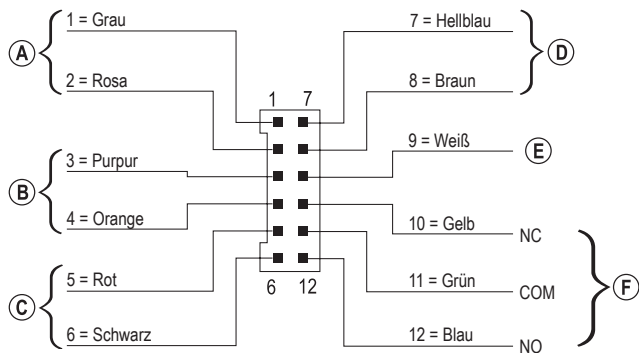 1 = Grau
A
2 = Rosa
3 = Purpur
B
4 = Orange
5 = Rot
C
6 = Schwarz
1 7
6 12
7 = Hellblau
D
8 = Braun
9 = Weiß
E
10 = Gelb
NC
11 = Grün
COM
F
12 = Blau
NO